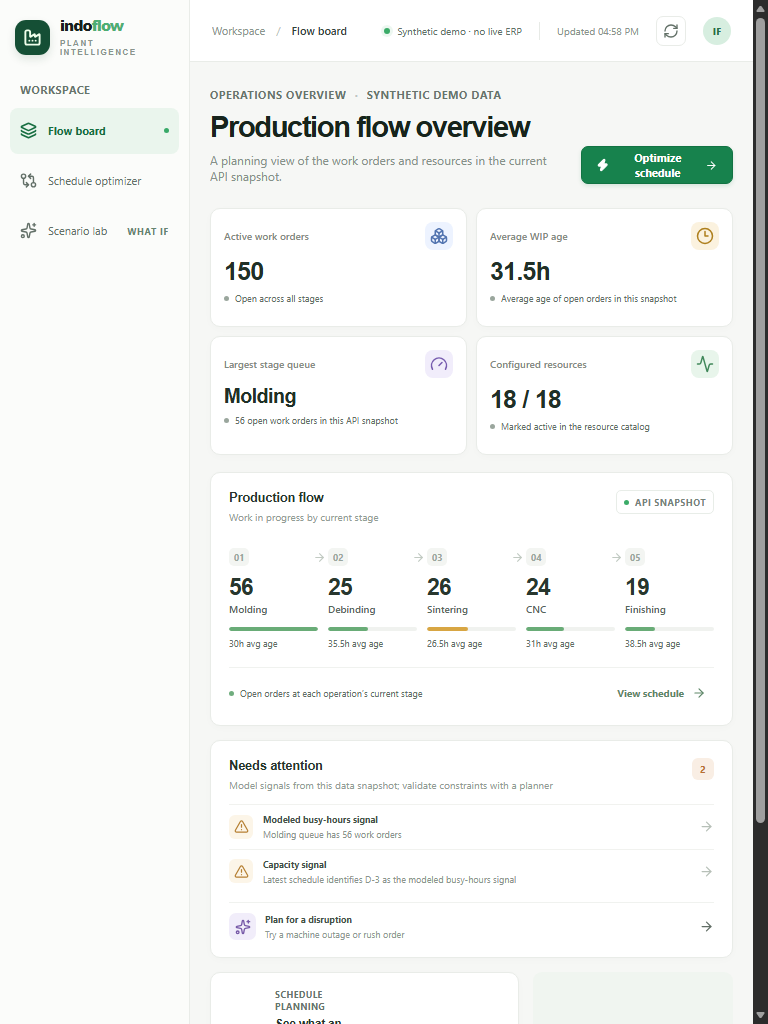 indoflow
PLANT
INTELLIGENCE
WORKSPACE
Flow board
Schedule optimizer
Scenario lab WHAT IF
Workspace / Flow board
Synthetic demo · no live ERP
Updated 04:58 PM
IF
OPERATIONS OVERVIEW · SYNTHETIC DEMO DATA
Production flow overview
A planning view of the work orders and resources in the current
API snapshot.
Optimize
schedule
Active work orders
150
Open across all stages
Average WIP age
31.5h
Average age of open orders in this snapshot
Largest stage queue
Molding
56 open work orders in this API snapshot
Configured resources
18 / 18
Marked active in the resource catalog
Production flow
Work in progress by current stage
API SNAPSHOT
01 02 03 04 05
56 25 26 24 19
Molding Debinding Sintering CNC Finishing
30h avg age 35.5h avg age 26.5h avg age 31h avg age 38.5h avg age
Open orders at each operation's current stage
View schedule
Needs attention
2
Model signals from this data snapshot; validate constraints with a planner
Modeled busy-hours signal
Molding queue has 56 work orders
Capacity signal
Latest schedule identifies D-3 as the modeled busy-hours signal
Plan for a disruption
Try a machine outage or rush order
SCHEDULE
PLANNING
See what an